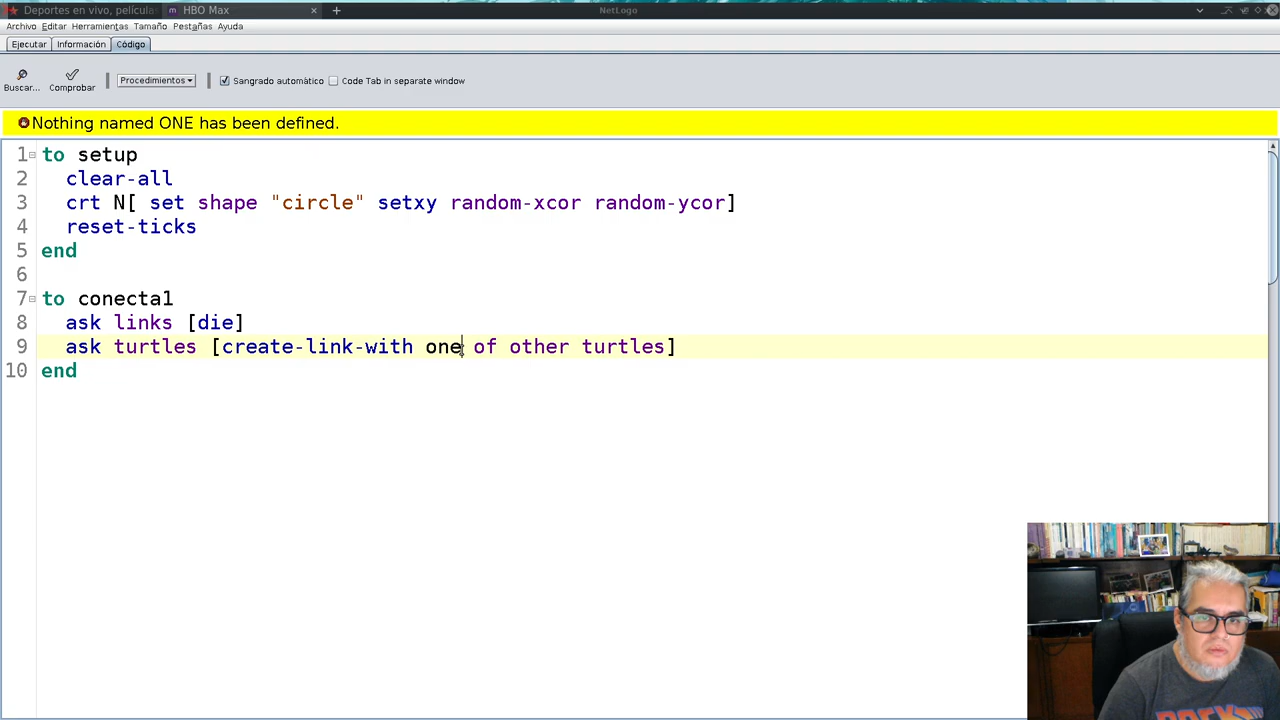 Deportes en vivo, películas
m HBO Max × +
NetLogo
Archivo Editar Herramientas Tamaño Pestañas Ayuda
Ejecutar Información Código
Buscar... Comprobar Procedimientos Sangrado automático Code Tab in separate window
Nothing named ONE has been defined.
1 to setup
2 clear-all
3 crt N[ set shape "circle" setxy random-xcor random-ycor]
4 reset-ticks
5 end
6
7 to conecta1
8 ask links [die]
9 ask turtles [create-link-with one of other turtles]
10 end